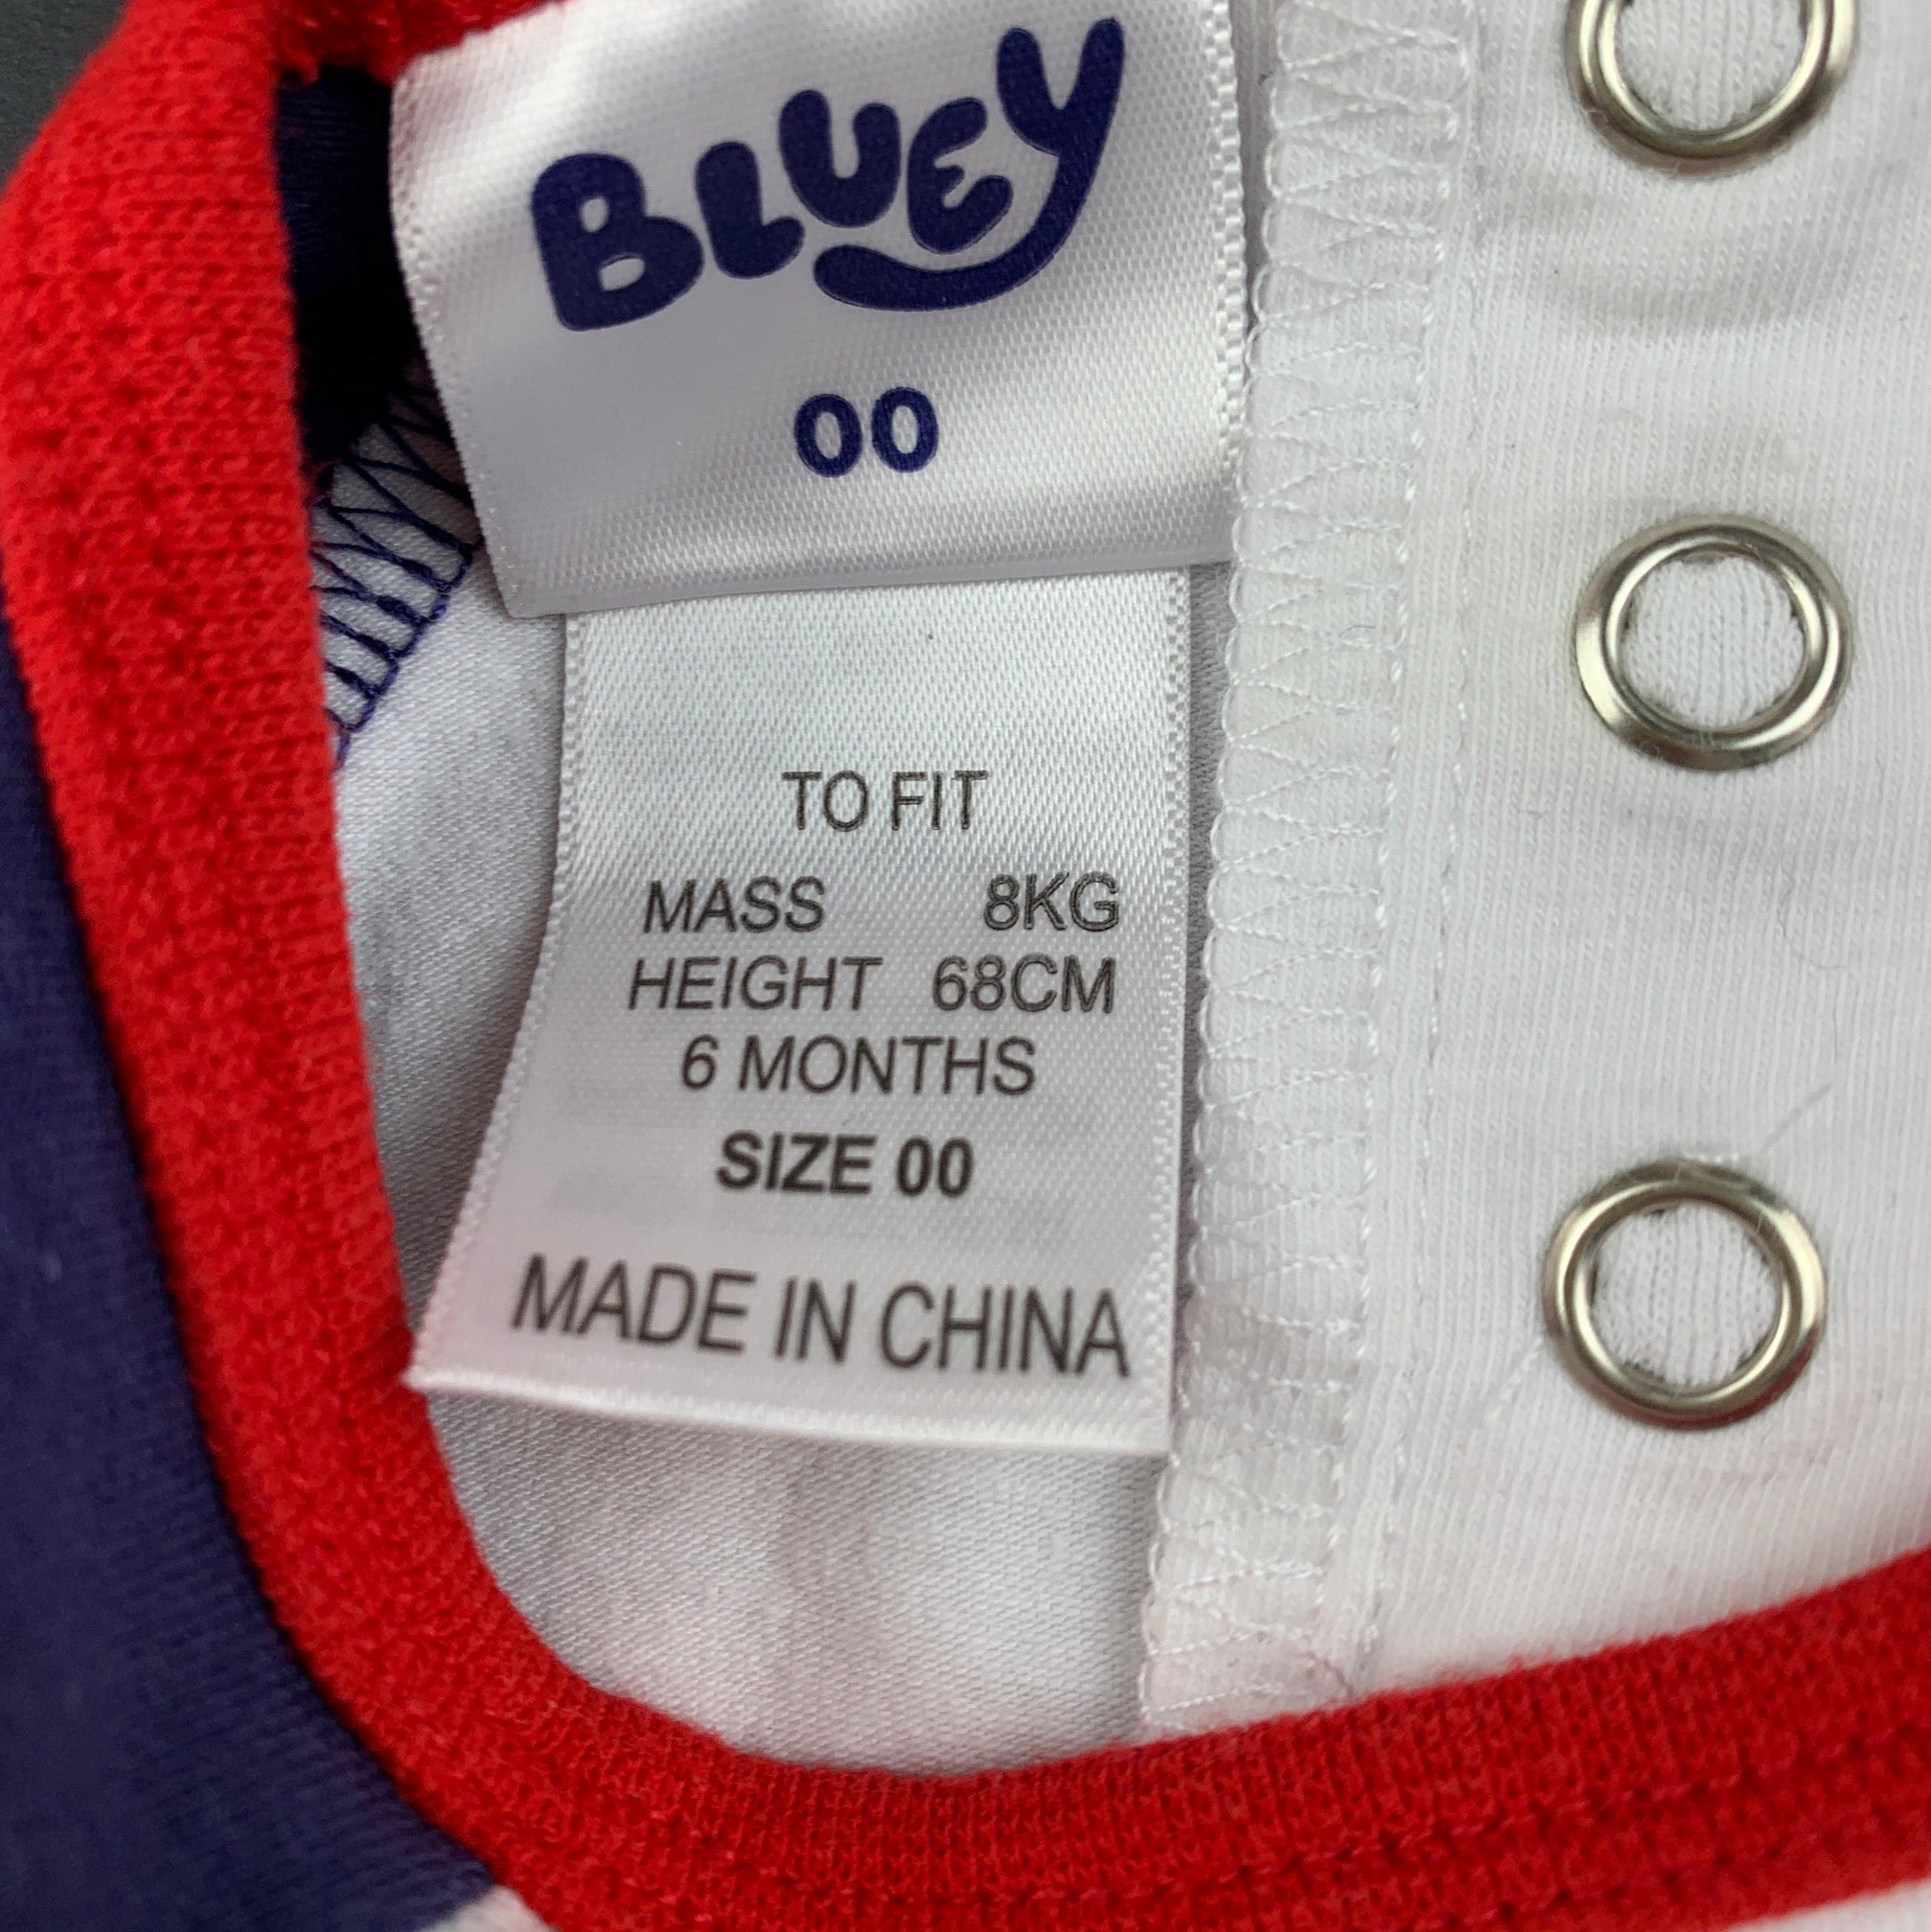 BLUEY
00
TO FIT
MASS 8KG
HEIGHT 68CM
6 MONTHS
SIZE 00
MADE IN CHINA